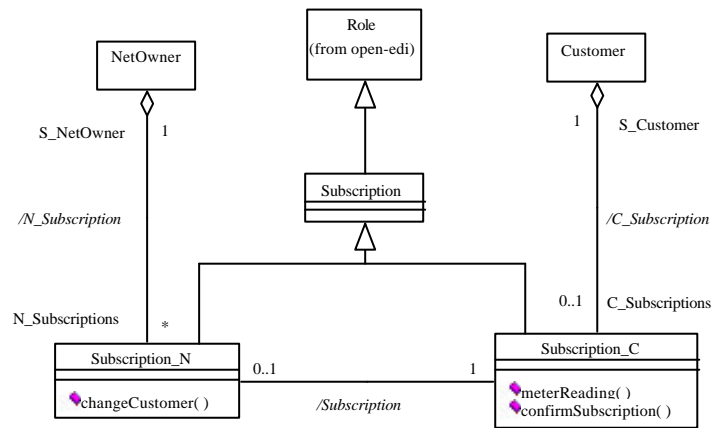 NetOwner
Role
(from open-edi)
Customer
S_NetOwner
1
1
S_Customer
Subscription
/N_Subscription
/C_Subscription
N_Subscriptions
*
0..1
C_Subscriptions
Subscription_N
changeCustomer( )
0..1
/Subscription
1
Subscription_C
meterReading( )
confirmSubscription( )